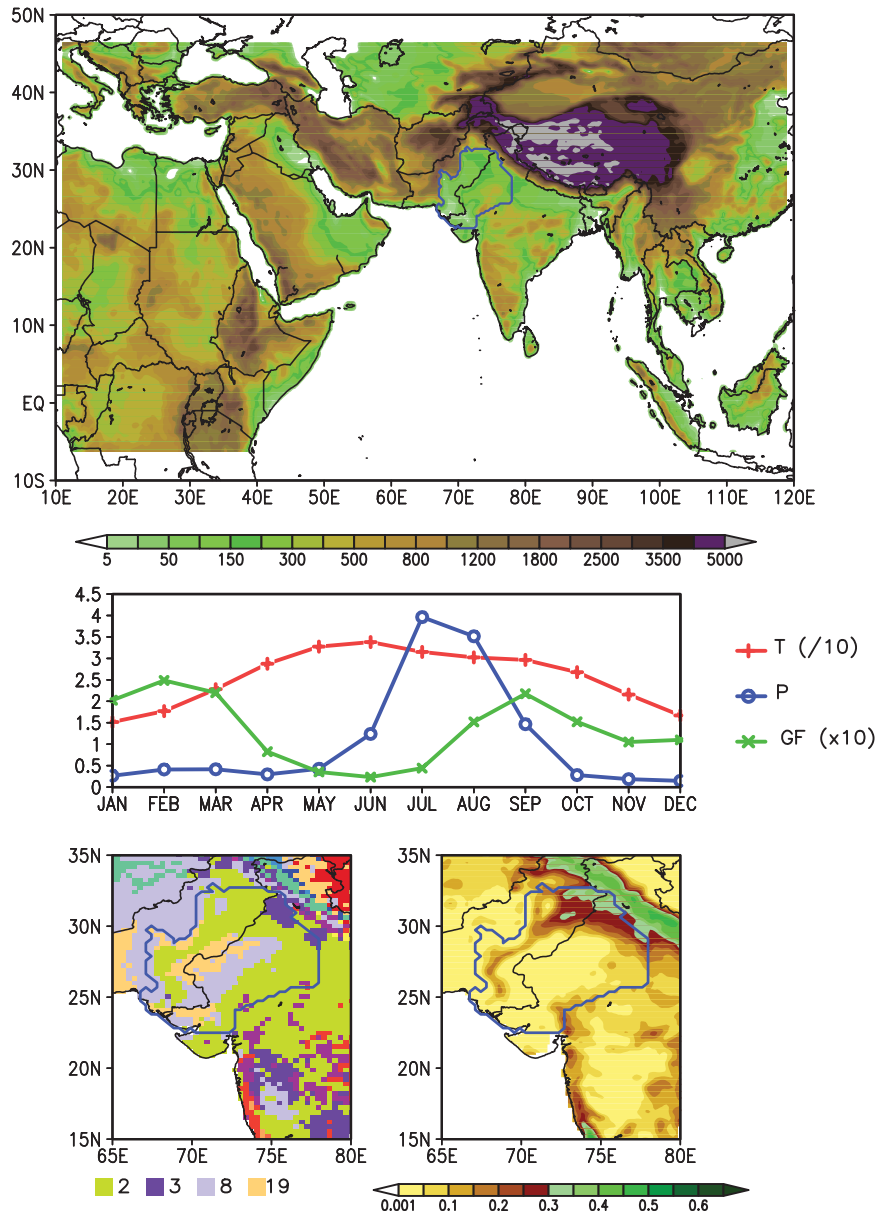 50N
40N
30N
20N
10N
EQ
10S
10E 20E 30E 40E 50E 60E 70E 80E 90E 100E 110E 120E
5 50 150 300 500 800 1200 1800 2500 3500 5000
4.5
4
3.5
3
2.5
2
1.5
1
0.5
0
JAN FEB MAR APR MAY JUN JUL AUG SEP OCT NOV DEC
T (/10)
P
GF (x10)
35N
30N
25N
20N
15N
65E 70E 75E 80E
2 3 8 19
35N
30N
25N
20N
15N
65E 70E 75E 80E
0.001 0.1 0.2 0.3 0.4 0.5 0.6